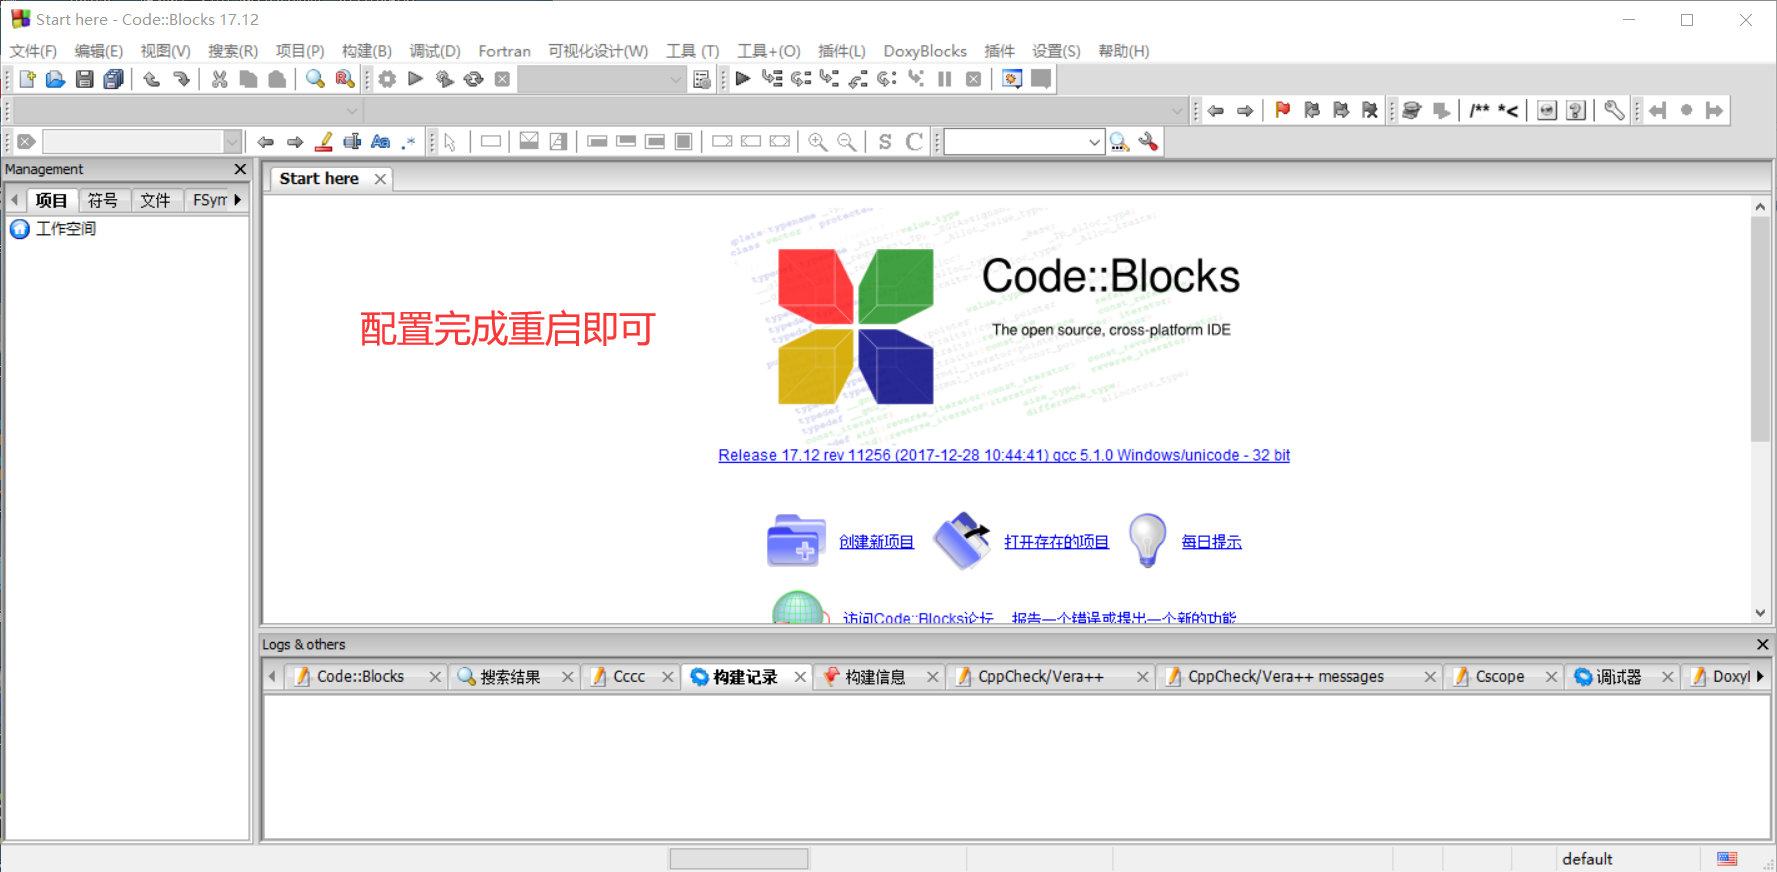 Start here - Code::Blocks 17.12
文件(F) 编辑(E) 视图(V) 搜索(R) 项目(P) 构建(B) 调试(D) Fortran 可视化设计(W) 工具 (T) 工具+(O) 插件(L) DoxyBlocks 插件 设置(S) 帮助(H)
/** *<
Aa .*
S C
Management
项目 符号 文件 FSym
工作空间
Start here
Code::Blocks
The open source, cross-platform IDE
配置完成重启即可
Release 17.12 rev 11256 (2017-12-28 10:44:41) gcc 5.1.0 Windows/unicode - 32 bit
创建新项目 打开存在的项目 每日提示
访问Code::Blocks论坛 报告一个错误或提出一个新的功能
Logs & others
Code::Blocks 搜索结果 Cccc 构建记录 构建信息 CppCheck/Vera++ CppCheck/Vera++ messages Cscope 调试器 Doxyl
default